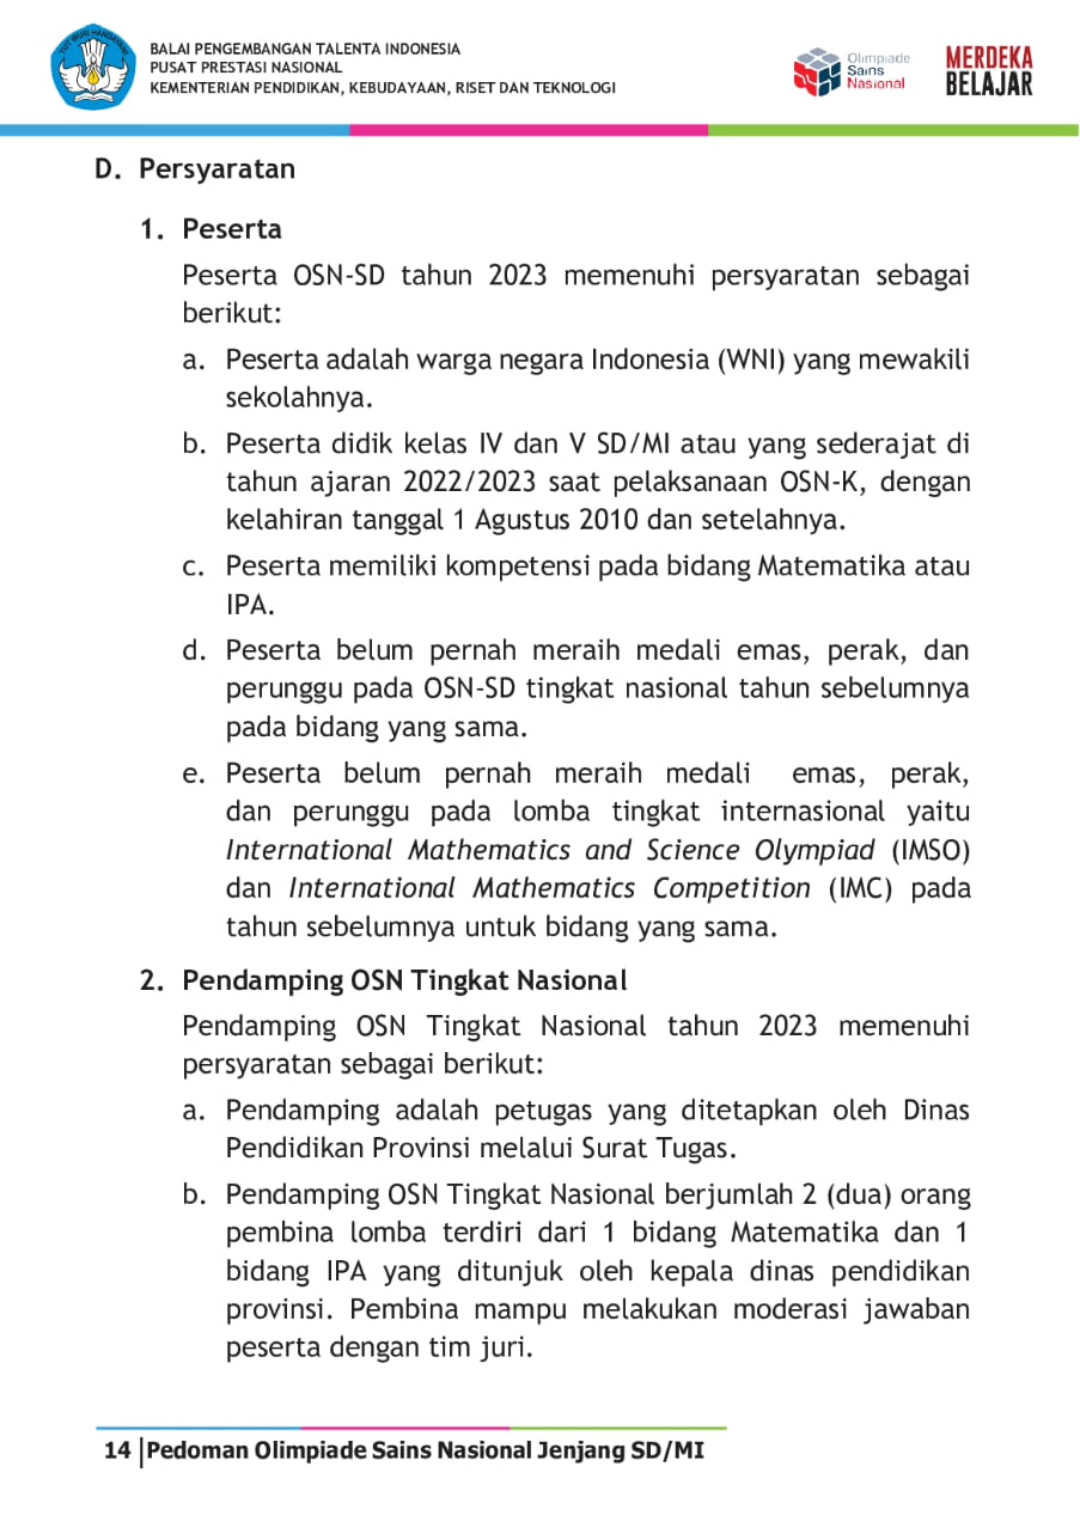 TUT WURI HANDAYANI
BALAI PENGEMBANGAN TALENTA INDONESIA
PUSAT PRESTASI NASIONAL
KEMENTERIAN PENDIDIKAN, KEBUDAYAAN, RISET DAN TEKNOLOGI
Olimpiade
Sains
Nasional
MERDEKA
BELAJAR
D. Persyaratan
1. Peserta
Peserta OSN-SD tahun 2023 memenuhi persyaratan sebagai
berikut:
a. Peserta adalah warga negara Indonesia (WNI) yang mewakili
sekolahnya.
b. Peserta didik kelas IV dan V SD/MI atau yang sederajat di
tahun ajaran 2022/2023 saat pelaksanaan OSN-K, dengan
kelahiran tanggal 1 Agustus 2010 dan setelahnya.
c. Peserta memiliki kompetensi pada bidang Matematika atau
IPA.
d. Peserta belum pernah meraih medali emas, perak, dan
perunggu pada OSN-SD tingkat nasional tahun sebelumnya
pada bidang yang sama.
e. Peserta belum pernah meraih medali emas, perak,
dan perunggu pada lomba tingkat internasional yaitu
International Mathematics and Science Olympiad (IMSO)
dan International Mathematics Competition (IMC) pada
tahun sebelumnya untuk bidang yang sama.
2. Pendamping OSN Tingkat Nasional
Pendamping OSN Tingkat Nasional tahun 2023 memenuhi
persyaratan sebagai berikut:
a. Pendamping adalah petugas yang ditetapkan oleh Dinas
Pendidikan Provinsi melalui Surat Tugas.
b. Pendamping OSN Tingkat Nasional berjumlah 2 (dua) orang
pembina lomba terdiri dari 1 bidang Matematika dan 1
bidang IPA yang ditunjuk oleh kepala dinas pendidikan
provinsi. Pembina mampu melakukan moderasi jawaban
peserta dengan tim juri.
14 |Pedoman Olimpiade Sains Nasional Jenjang SD/MI